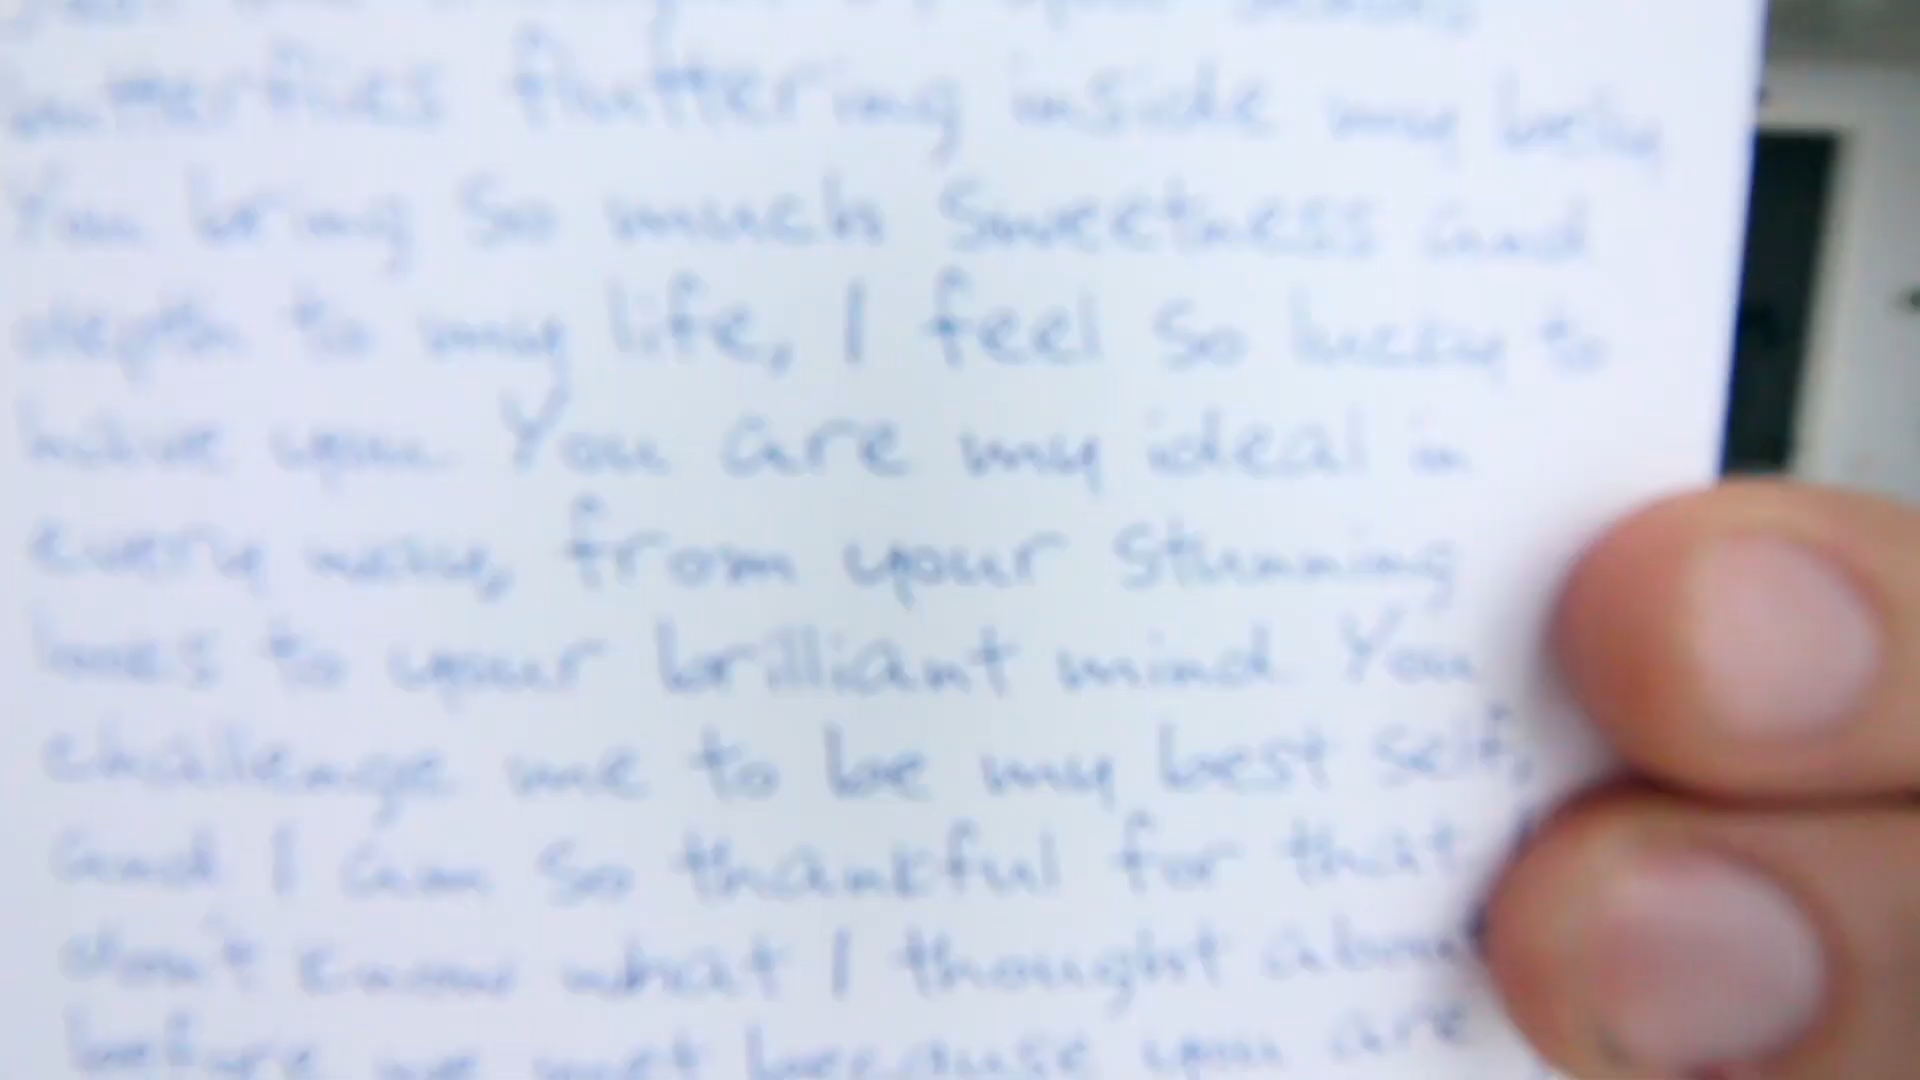 butterflies fluttering inside my belly
You bring so much sweetness and
depth to my life, I feel so lucky to
have you You are my ideal in
every way, from your stunning
looks to your brilliant mind You
challenge me to be my best self,
and I am so thankful for that
don't know what I thought
before we met because you are